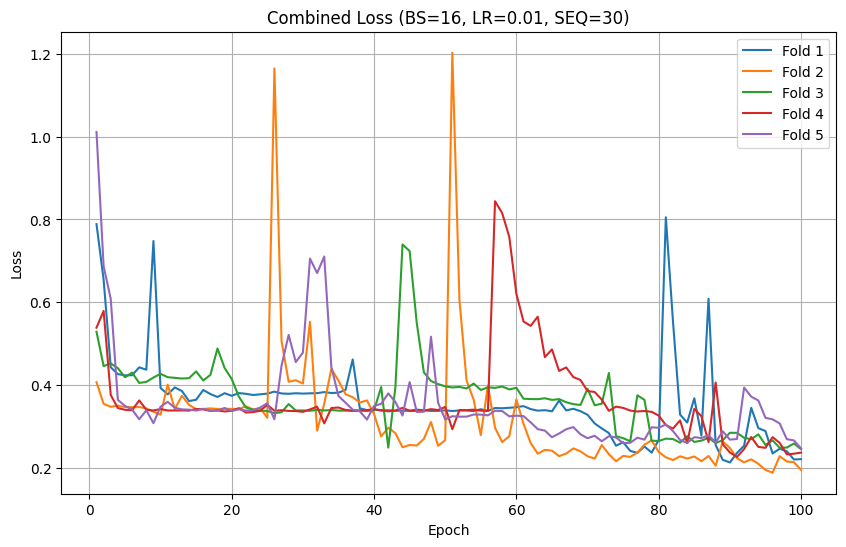 Combined Loss (BS=16, LR=0.01, SEQ=30)
Fold 1
Fold 2
Fold 3
Fold 4
Fold 5
Loss
1.2
1.0
0.8
0.6
0.4
0.2
0 20 40 60 80 100
Epoch